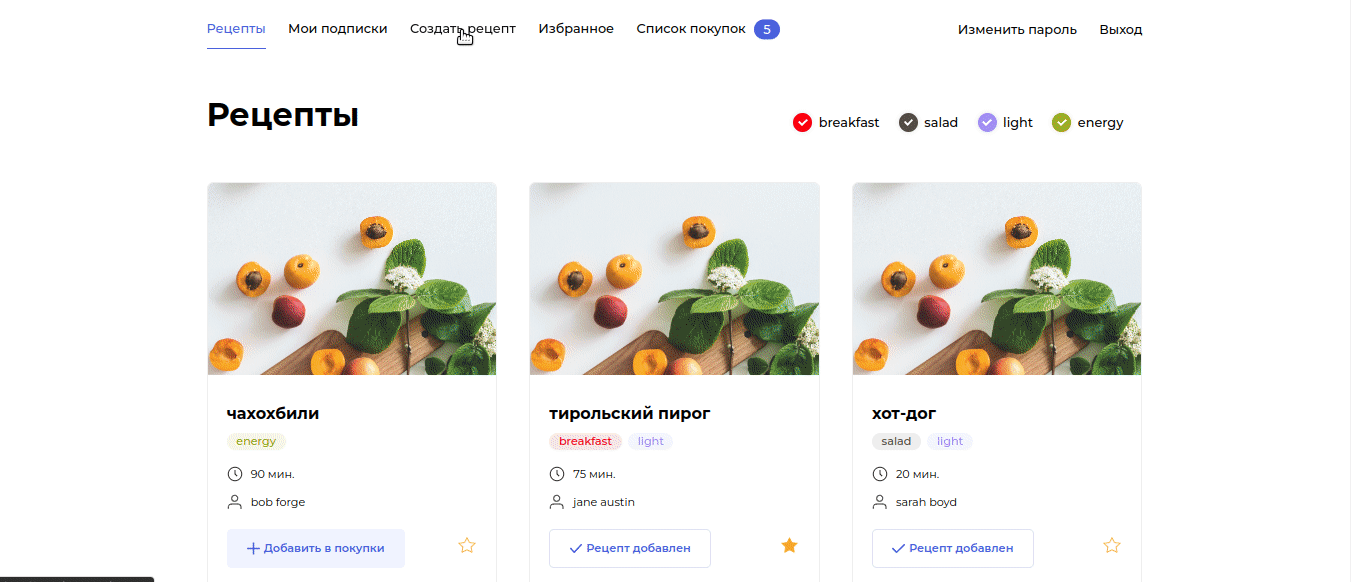 Рецепты Мои подписки Создать рецепт Избранное Список покупок 5 Изменить пароль Выход
Рецепты
breakfast salad light energy
чахохбили
energy
90 мин.
bob forge
Добавить в покупки
тирольский пирог
breakfast light
75 мин.
jane austin
Рецепт добавлен
хот-дог
salad light
20 мин.
sarah boyd
Рецепт добавлен